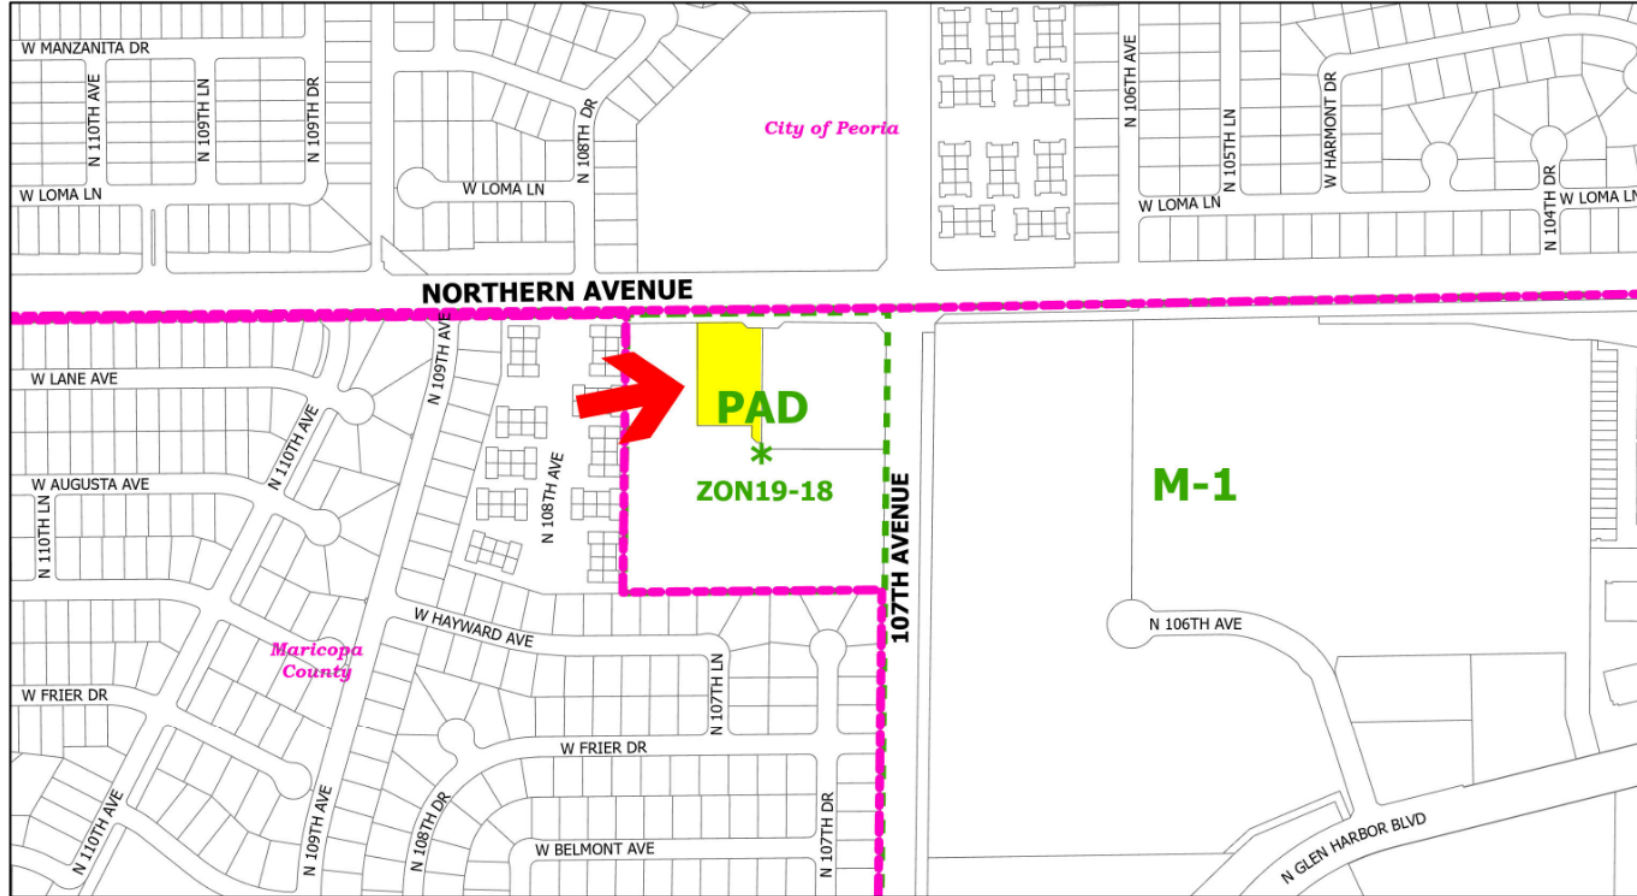 W MANZANITA DR
N 110TH AVE
N 109TH LN
N 109TH DR
N 108TH DR
City of Peoria
N 106TH AVE
N 105TH LN
W HARMONT DR
N 104TH DR
W LOMA LN
W LOMA LN
W LOMA LN
W LOMA LN
NORTHERN AVENUE
W LANE AVE
N 109TH AVE
N 110TH AVE
PAD
*
ZON19-18
M-1
W AUGUSTA AVE
N 110TH LN
N 108TH AVE
107TH AVENUE
W HAYWARD AVE
N 106TH AVE
Maricopa
County
W FRIER DR
N 107TH LN
W FRIER DR
N 110TH AVE
N 109TH AVE
N 108TH DR
W BELMONT AVE
N 107TH DR
N GLEN HARBOR BLVD